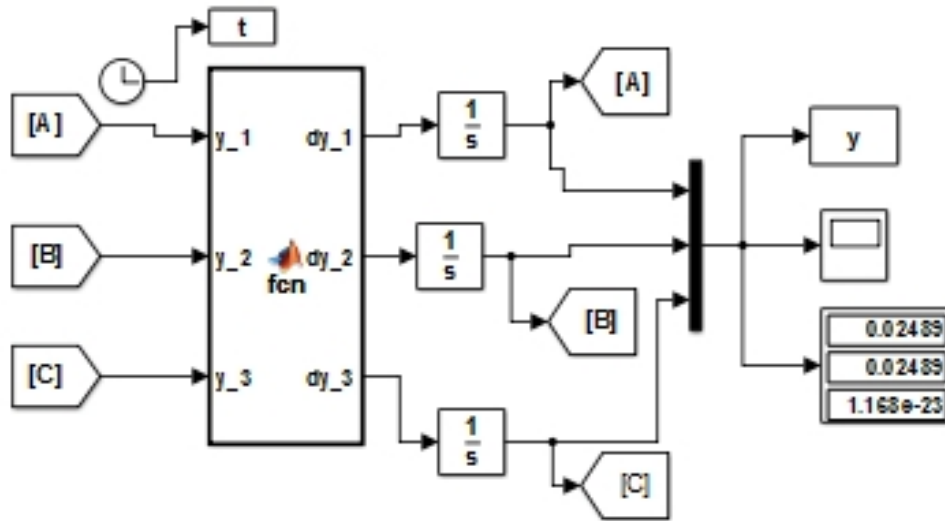 t
[A]
[A]
y_1
dy_1
1
s
y
[B]
y_2
dy_2
fcn
1
s
[B]
0.02489
0.02489
1.168e-23
[C]
y_3
dy_3
1
s
[C]